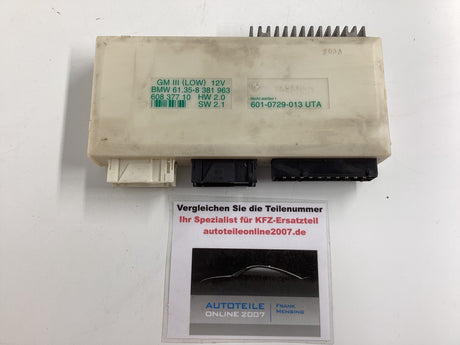 GM III (LOW) 12V
BMW 61.35-8 381 963
608 377 10 HW 2.0
SW 2.1
601-0729-013 UTA
Vergleichen Sie die Teilenummer
Ihr Spezialist für KFZ-Ersatzteil
autoteileonline2007.de
AUTOTEILE
ONLINE 2007
FRANK
MENSING